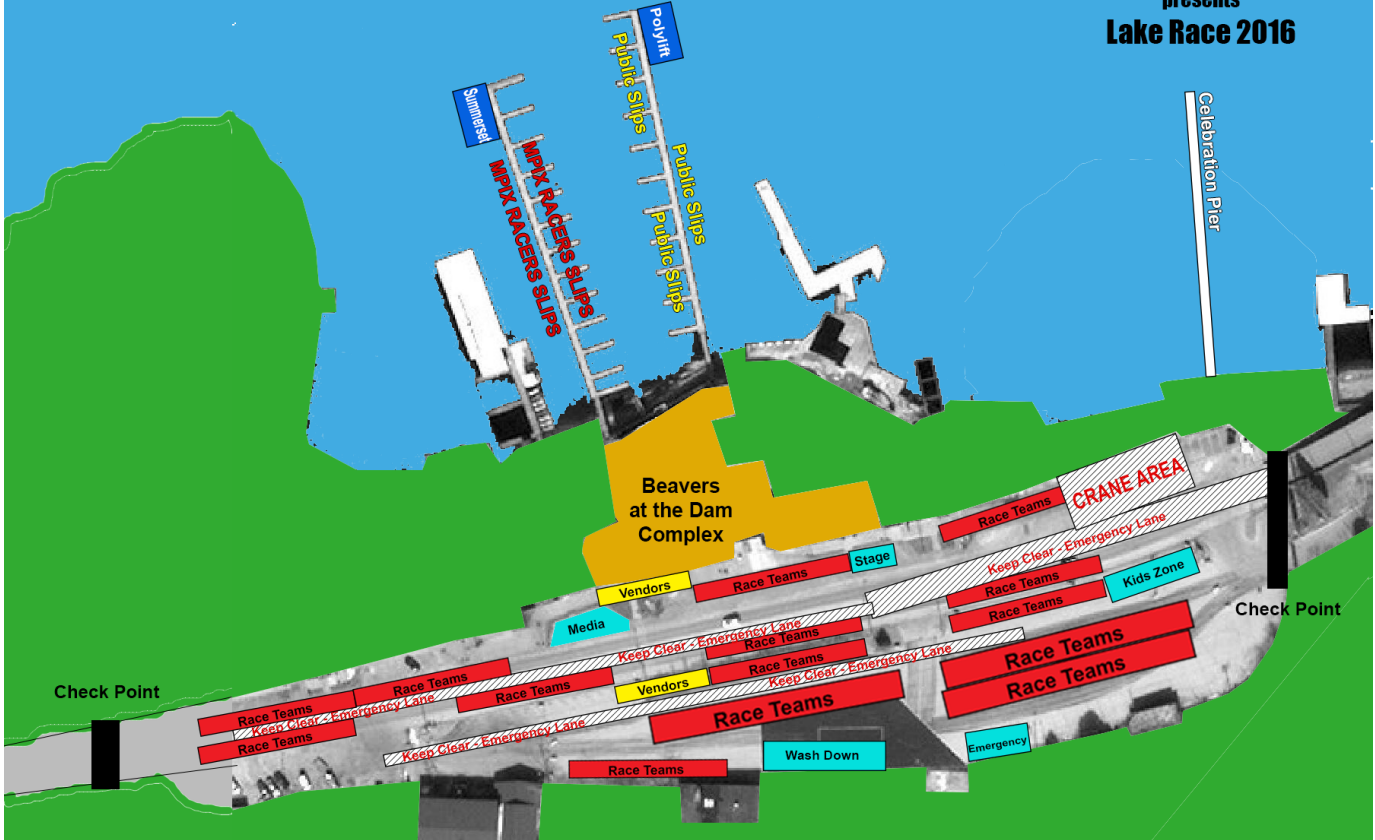 presents
Lake Race 2016
Polylift
Summerset
Public Slips
Public Slips
Public Slips
MPIX RACERS SLIPS
MPIX RACERS SLIPS
Celebration Pier
Beavers
at the Dam
Complex
CRANE AREA
Race Teams
Keep Clear - Emergency Lane
Stage
Race Teams
Vendors
Race Teams
Kids Zone
Race Teams
Check Point
Media
Keep Clear - Emergency Lane
Race Teams
Race Teams
Keep Clear - Emergency Lane
Race Teams
Race Teams
Vendors
Race Teams
Race Teams
Check Point
Race Teams
Keep Clear - Emergency Lane
Race Teams
Race Teams
Keep Clear - Emergency Lane
Wash Down
Emergency
Race Teams